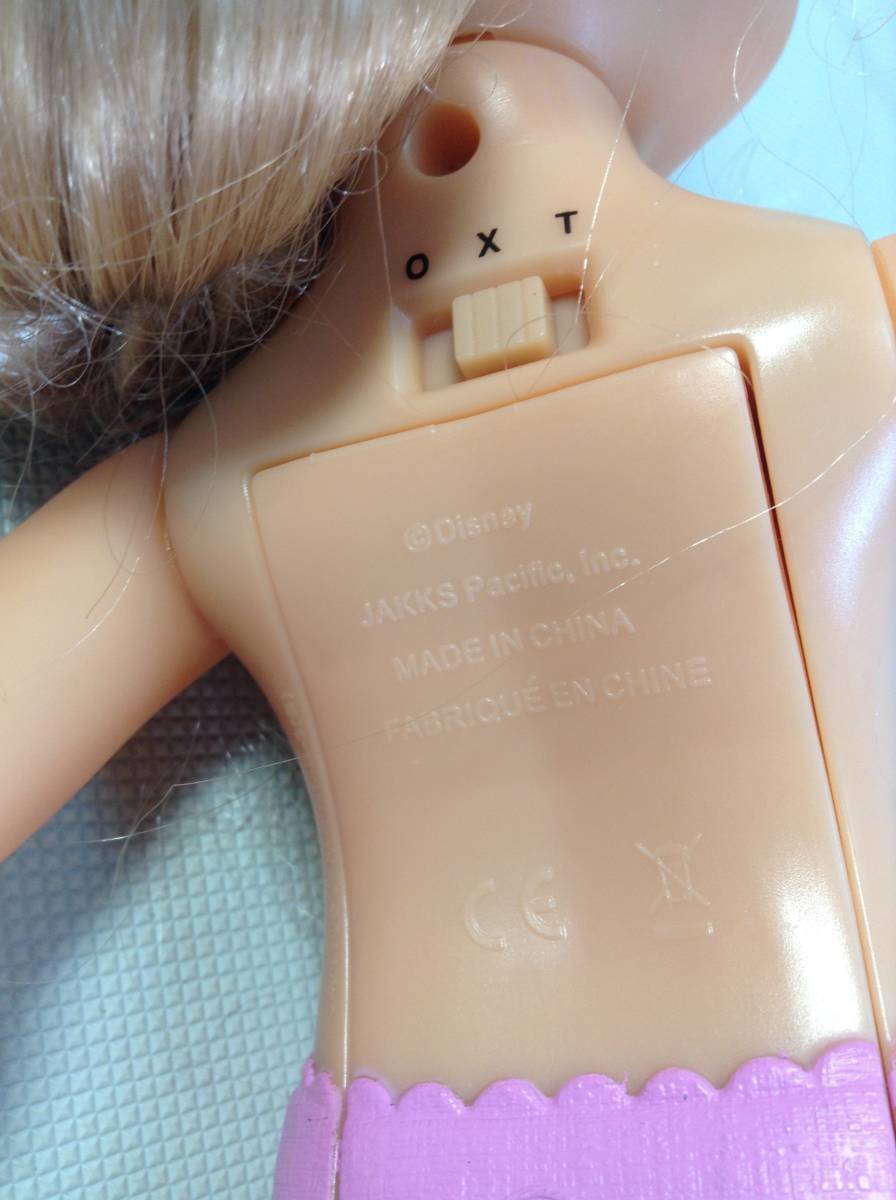 O X T
©Disney
JAKKS Pacific, Inc.
MADE IN CHINA
FABRIQUÉ EN CHINE
CE